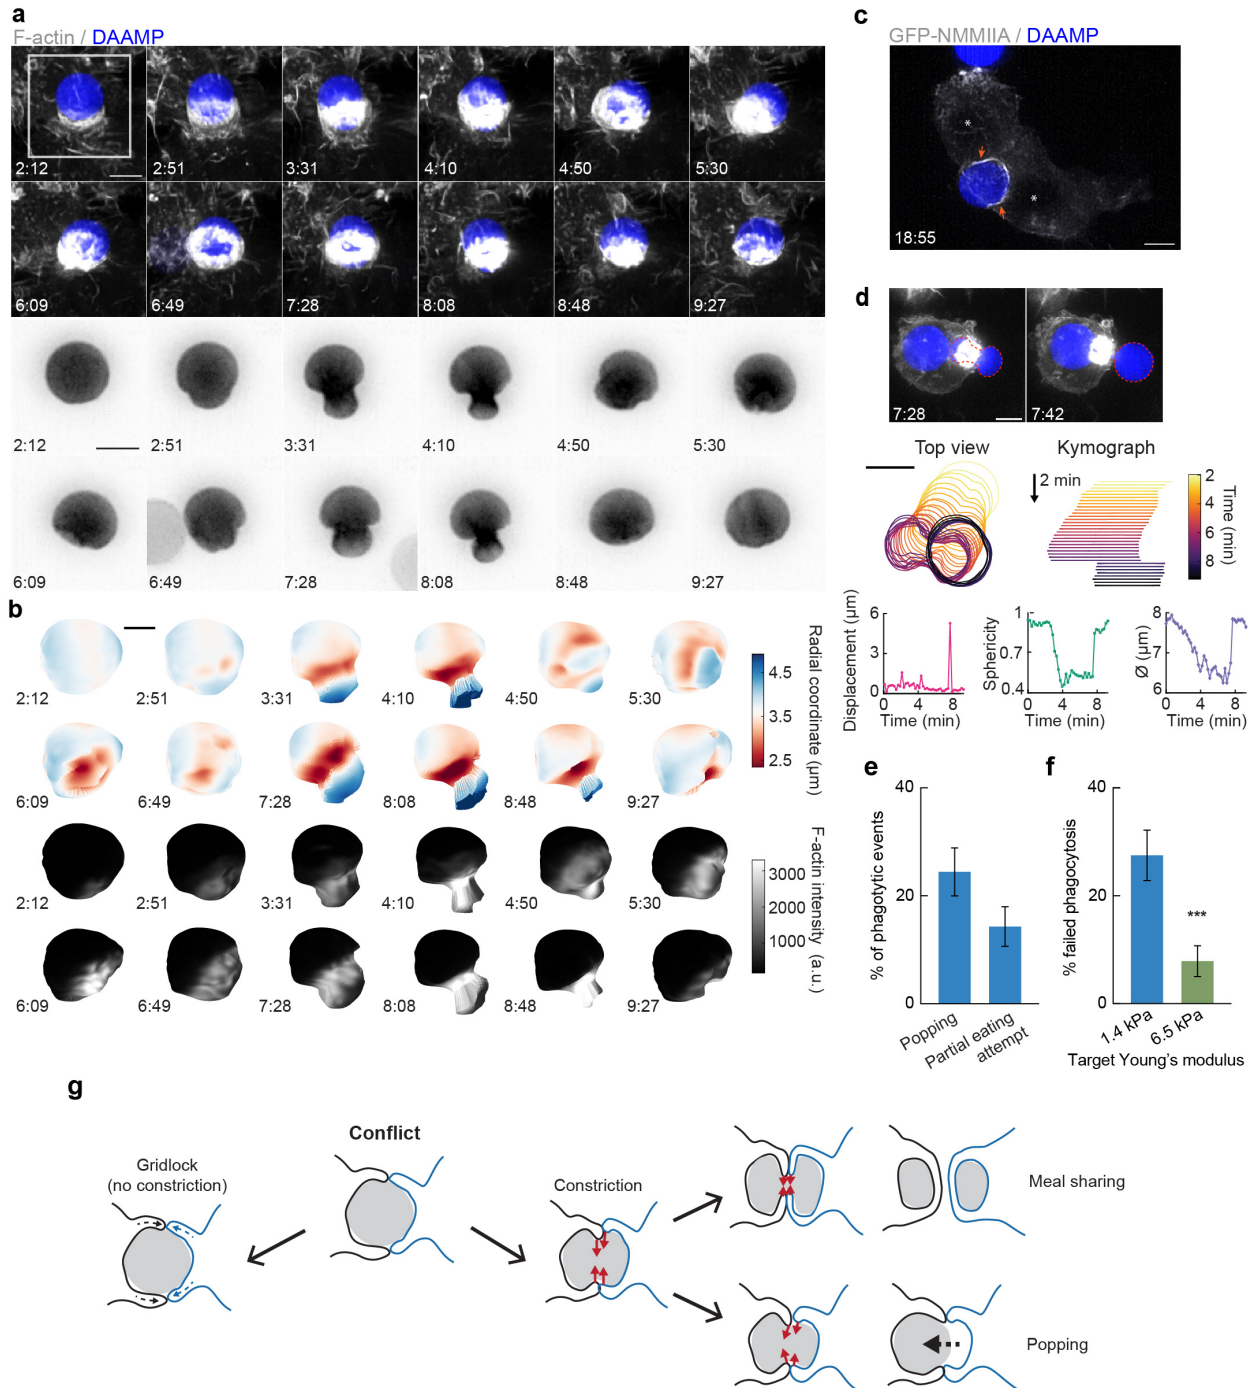 a
F-actin / DAAMP
2:12 2:51 3:31 4:10 4:50 5:30
6:09 6:49 7:28 8:08 8:48 9:27
2:12 2:51 3:31 4:10 4:50 5:30
6:09 6:49 7:28 8:08 8:48 9:27
b
2:12 2:51 3:31 4:10 4:50 5:30
6:09 6:49 7:28 8:08 8:48 9:27
Radial coordinate (µm)
4.5
3.5
2.5
2:12 2:51 3:31 4:10 4:50 5:30
6:09 6:49 7:28 8:08 8:48 9:27
F-actin intensity (a.u.)
3000
2000
1000
c
GFP-NMMIIA / DAAMP
*
*
18:55
d
7:28 7:42
Top view
Kymograph
2 min
2
4
6
8
Time (min)
Displacement (µm)
6
3
0
0 4 8
Time (min)
Sphericity
1
0.7
0.4
0 4 8
Time (min)
Ø (µm)
8
7
6
0 4 8
Time (min)
e
% of phagotytic events
40
20
0
Popping
Partial eating
attempt
f
% failed phagocytosis
40
20
0
***
1.4 kPa
6.5 kPa
Target Young's modulus
g
Conflict
Gridlock
(no constriction)
Constriction
Meal sharing
Popping